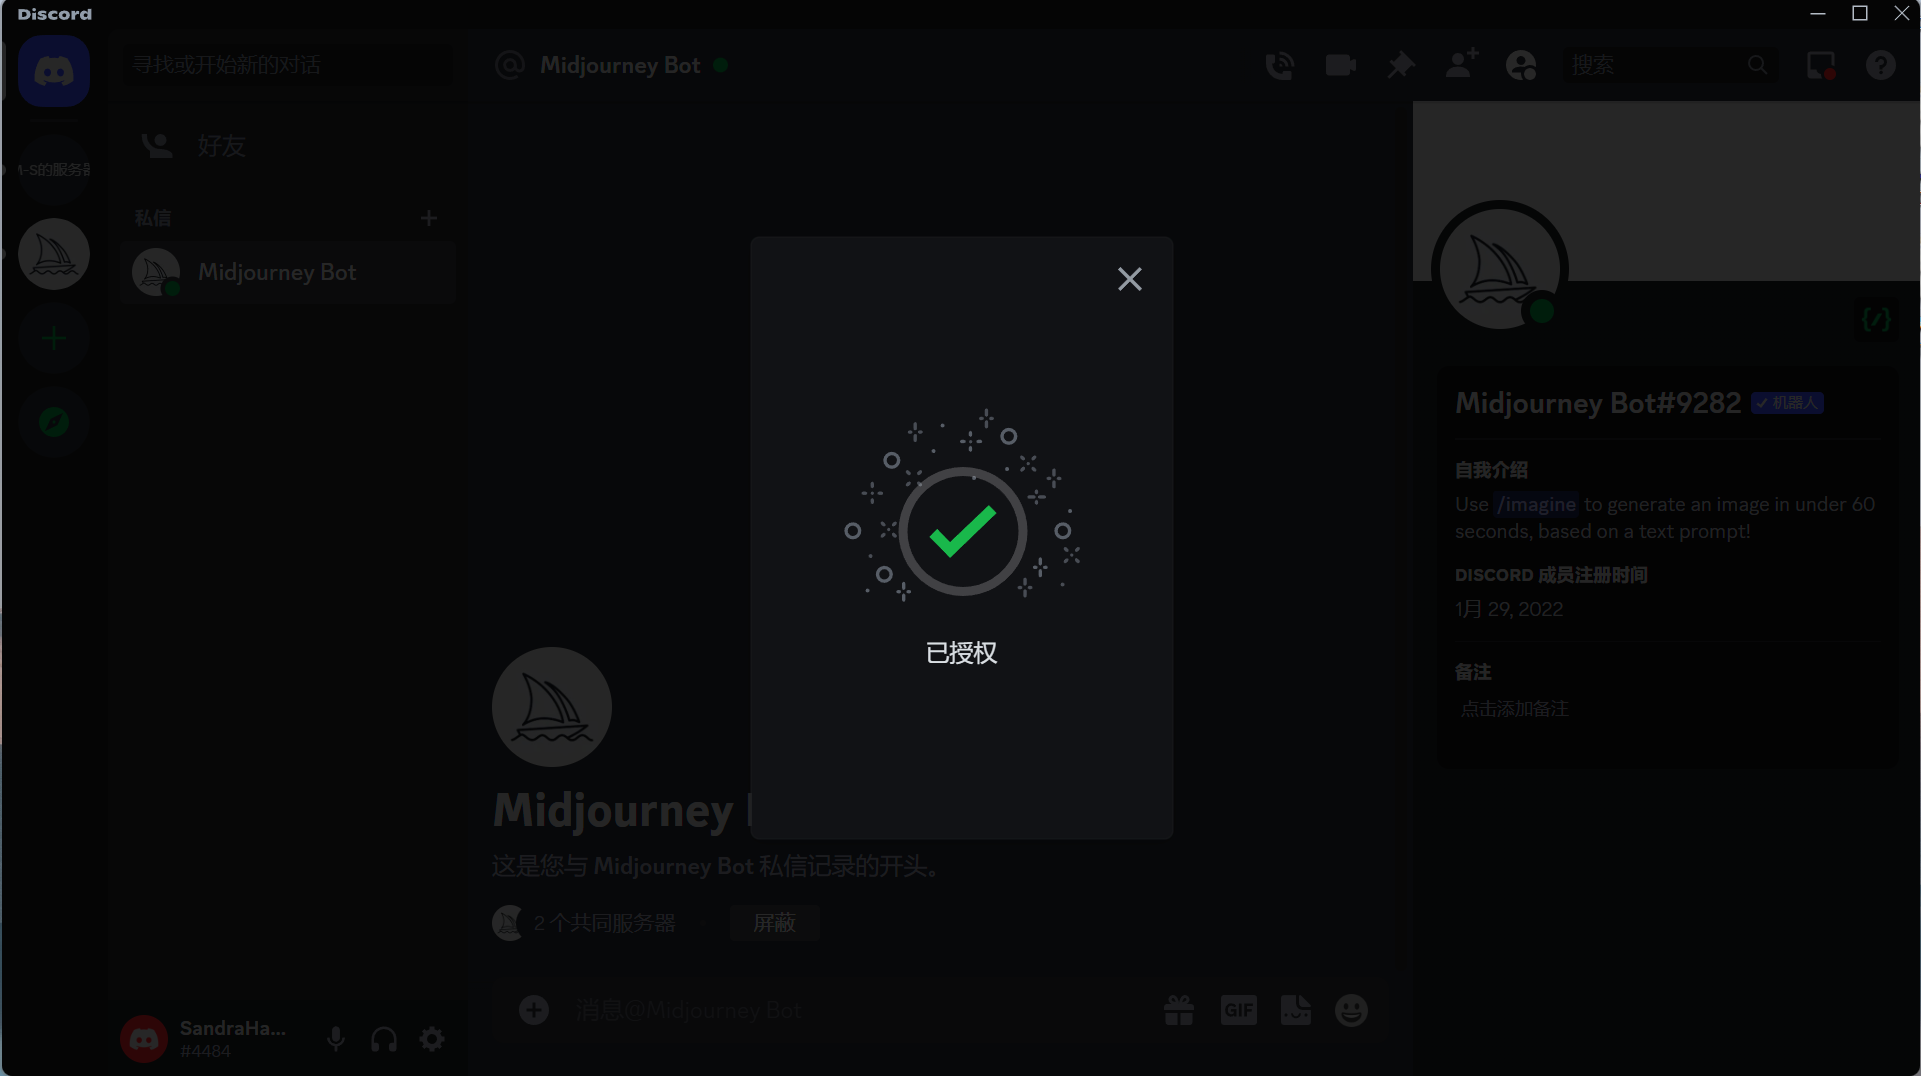 Discord
寻找或开始新的对话
Midjourney Bot
搜索
好友
M-S的服务器
私信
Midjourney Bot
已授权
Midjourney
这是您与 Midjourney Bot 私信记录的开头。
2 个共同服务器
屏蔽
消息@Midjourney Bot
GIF
SandraHa...
#4484
Midjourney Bot#9282
机器人
自我介绍
Use /imagine to generate an image in under 60
seconds, based on a text prompt!
DISCORD 成员注册时间
1月 29, 2022
备注
点击添加备注